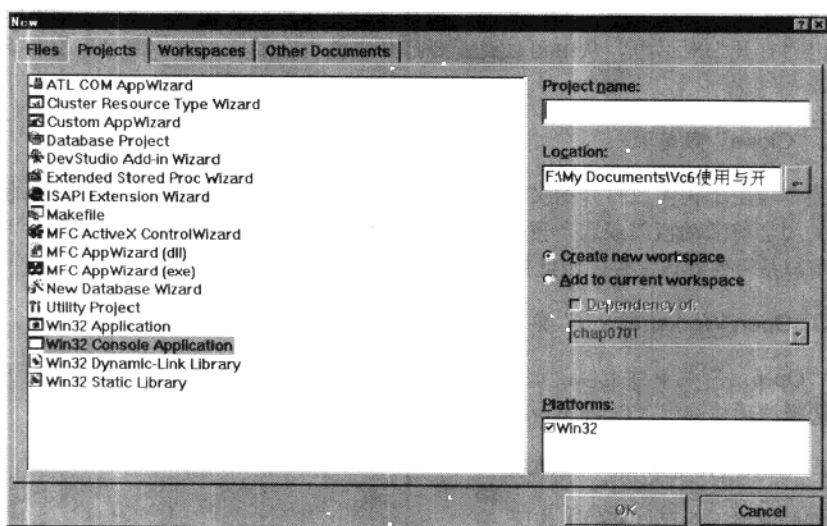 New
Files
Projects
Workspaces
Other Documents
ATL COM AppWizard
Cluster Resource Type Wizard
Custom AppWizard
Database Project
DevStudio Add-in Wizard
Extended Stored Proc Wizard
ISAPI Extension Wizard
Makefile
MFC ActiveX ControlWizard
MFC AppWizard (dll)
MFC AppWizard (exe)
New Database Wizard
Utility Project
Win32 Application
Win32 Console Application
Win32 Dynamic-Link Library
Win32 Static Library
Project name:
Location:
F:\My Documents\Vc6使用与开
...
Create new workspace
Add to current workspace
Dependency of:
chap0701
Platforms:
Win32
OK
Cancel